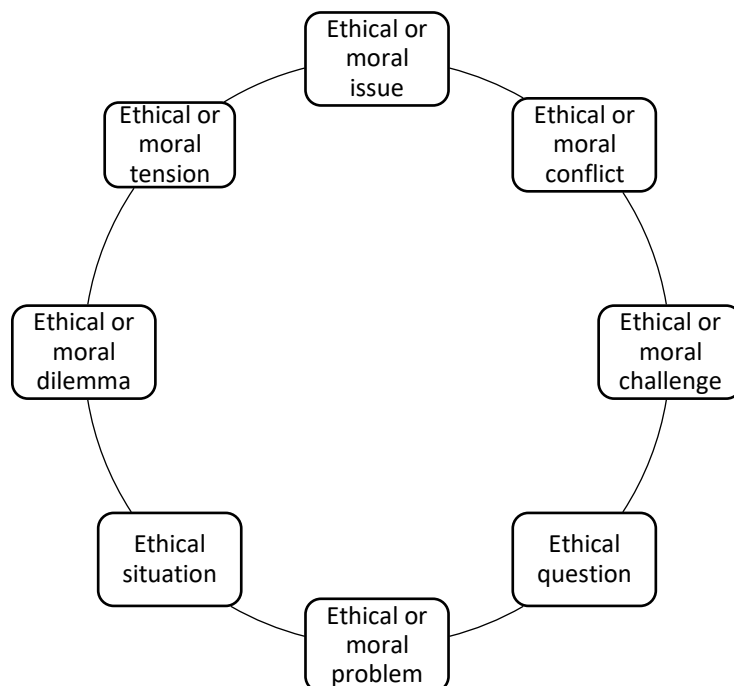 Ethical or
moral
issue
Ethical or
moral
conflict
Ethical or
moral
challenge
Ethical
question
Ethical or
moral
problem
Ethical
situation
Ethical or
moral
dilemma
Ethical or
moral
tension